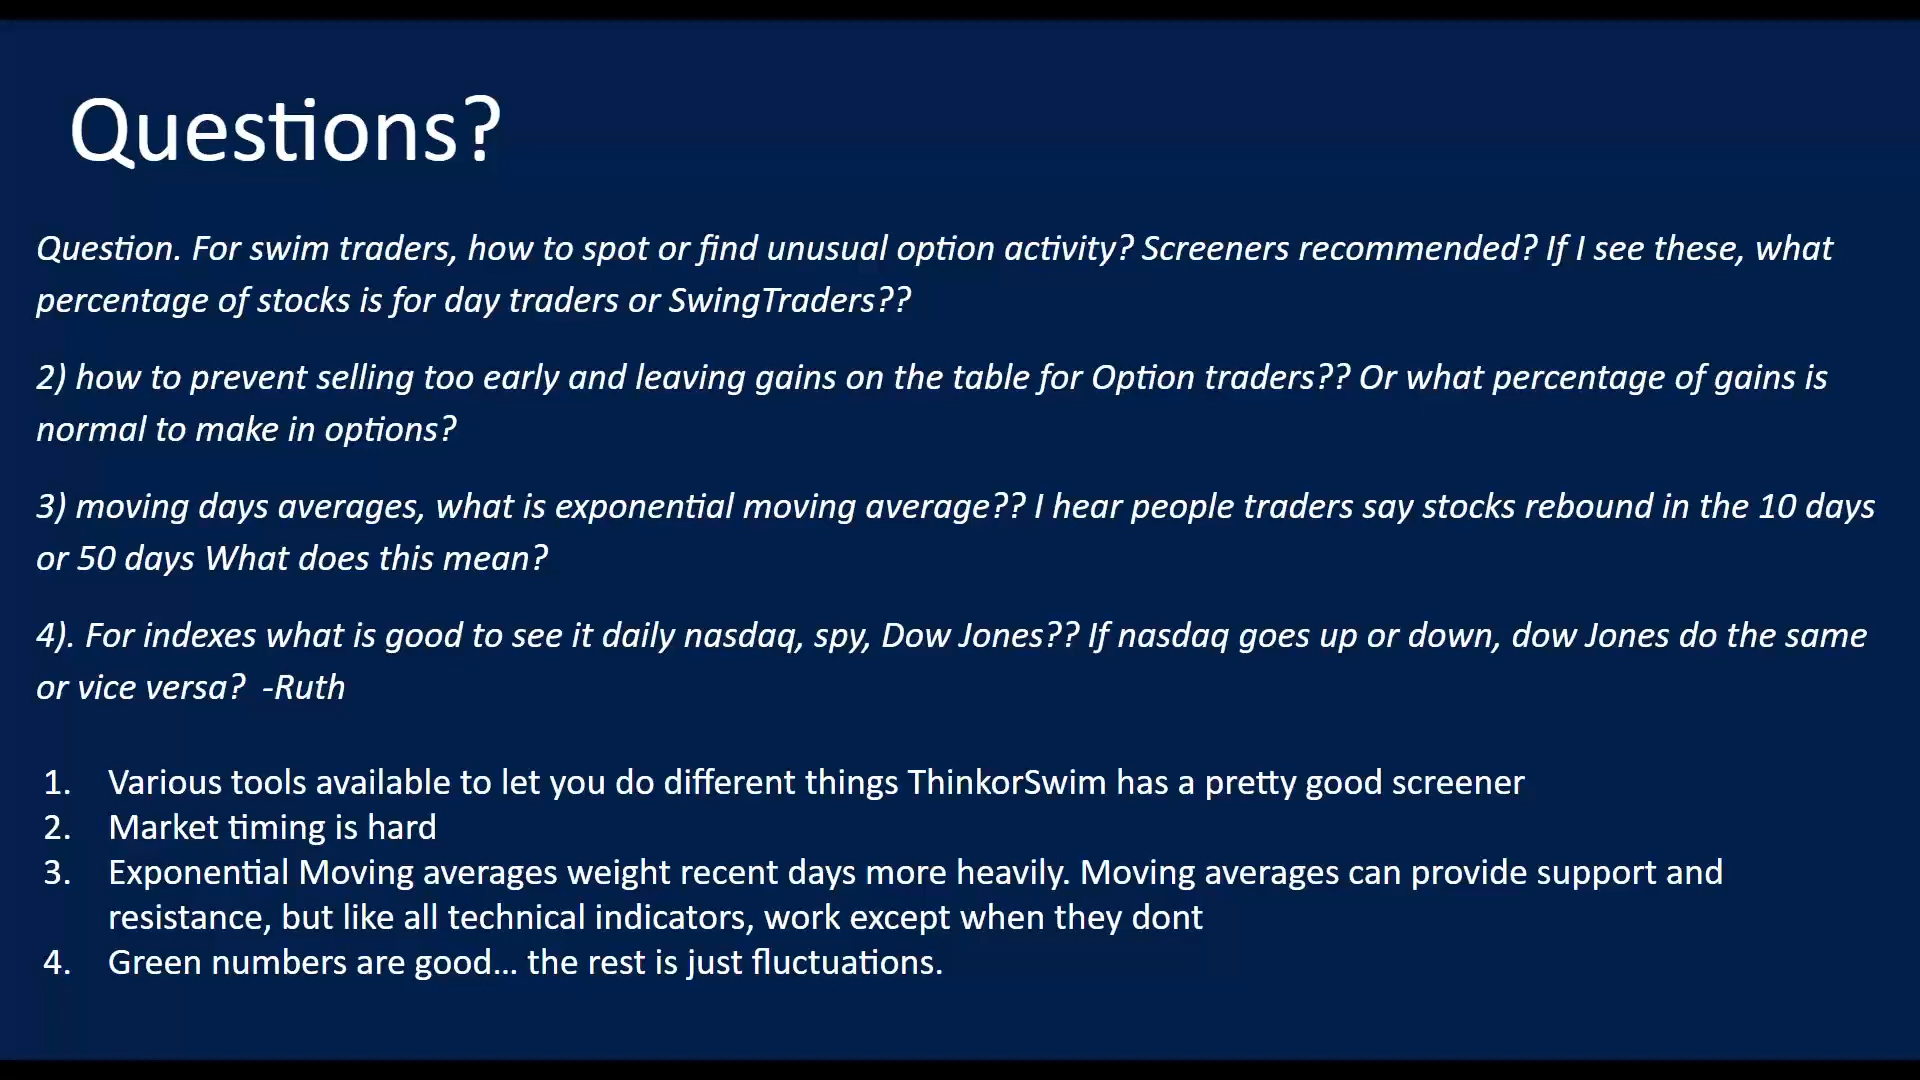 Questions?
Question. For swim traders, how to spot or find unusual option activity? Screeners recommended? If I see these, what
percentage of stocks is for day traders or SwingTraders??
2) how to prevent selling too early and leaving gains on the table for Option traders?? Or what percentage of gains is
normal to make in options?
3) moving days averages, what is exponential moving average?? I hear people traders say stocks rebound in the 10 days
or 50 days What does this mean?
4). For indexes what is good to see it daily nasdaq, spy, Dow Jones?? If nasdaq goes up or down, dow Jones do the same
or vice versa? -Ruth
1. Various tools available to let you do different things ThinkorSwim has a pretty good screener
2. Market timing is hard
3. Exponential Moving averages weight recent days more heavily. Moving averages can provide support and
resistance, but like all technical indicators, work except when they dont
4. Green numbers are good... the rest is just fluctuations.